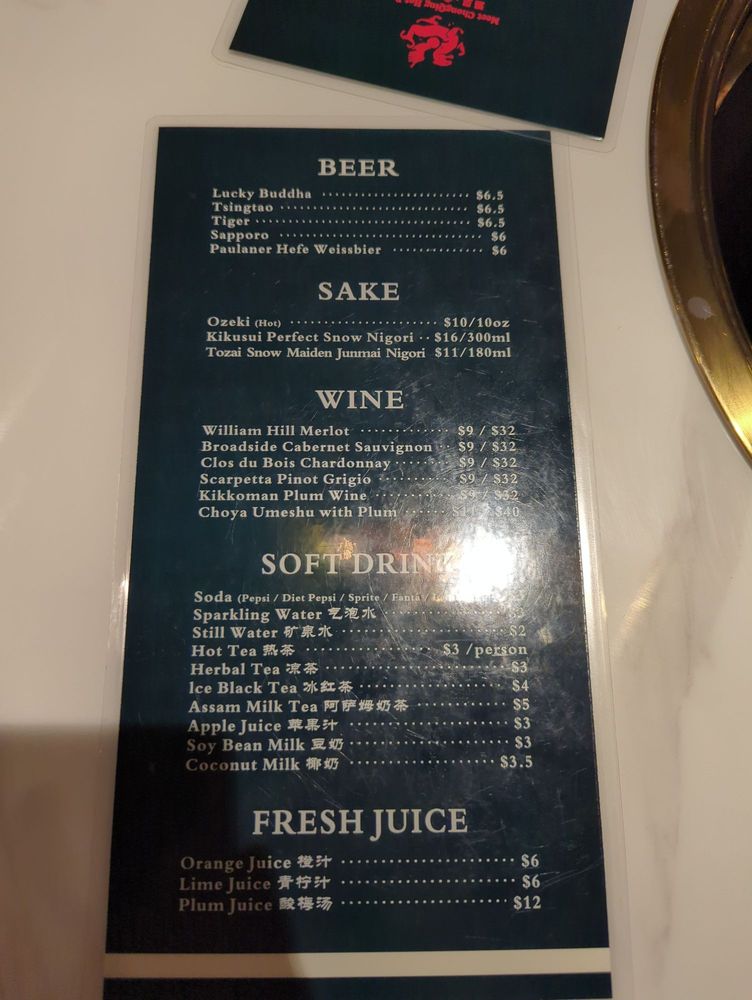 Meet ChongQing Hot
BEER
Lucky Buddha ........................ $6.5
Tsingtao ................................ $6.5
Tiger .................................... $6.5
Sapporo ................................ $6
Paulaner Hefe Weissbier .............. $6
SAKE
Ozeki (Hot) ........................ $10/10oz
Kikusui Perfect Snow Nigori .. $16/300ml
Tozai Snow Maiden Junmai Nigori $11/180ml
WINE
William Hill Merlot ............. $9 / $32
Broadside Cabernet Sauvignon .. $9 / $32
Clos du Bois Chardonnay ...... $9 / $32
Scarpetta Pinot Grigio .......... $9 / $32
Kikkoman Plum Wine .......... $9 / $32
Choya Umeshu with Plum ...... $40
SOFT DRIN
Soda (Pepsi / Diet Pepsi / Sprite / Fanta /
Sparkling Water 气泡水 ....................
Still Water 矿泉水 ........................ $2
Hot Tea 热茶 .................. $3 /person
Herbal Tea 凉茶 ........................ $3
Ice Black Tea 冰红茶 .................... $4
Assam Milk Tea 阿萨姆奶茶 ............ $5
Apple Juice 苹果汁 ...................... $3
Soy Bean Milk 豆奶 ...................... $3
Coconut Milk 椰奶 .................... $3.5
FRESH JUICE
Orange Juice 橙汁 ........................ $6
Lime Juice 青柠汁 ........................ $6
Plum Juice 酸梅汤 ...................... $12